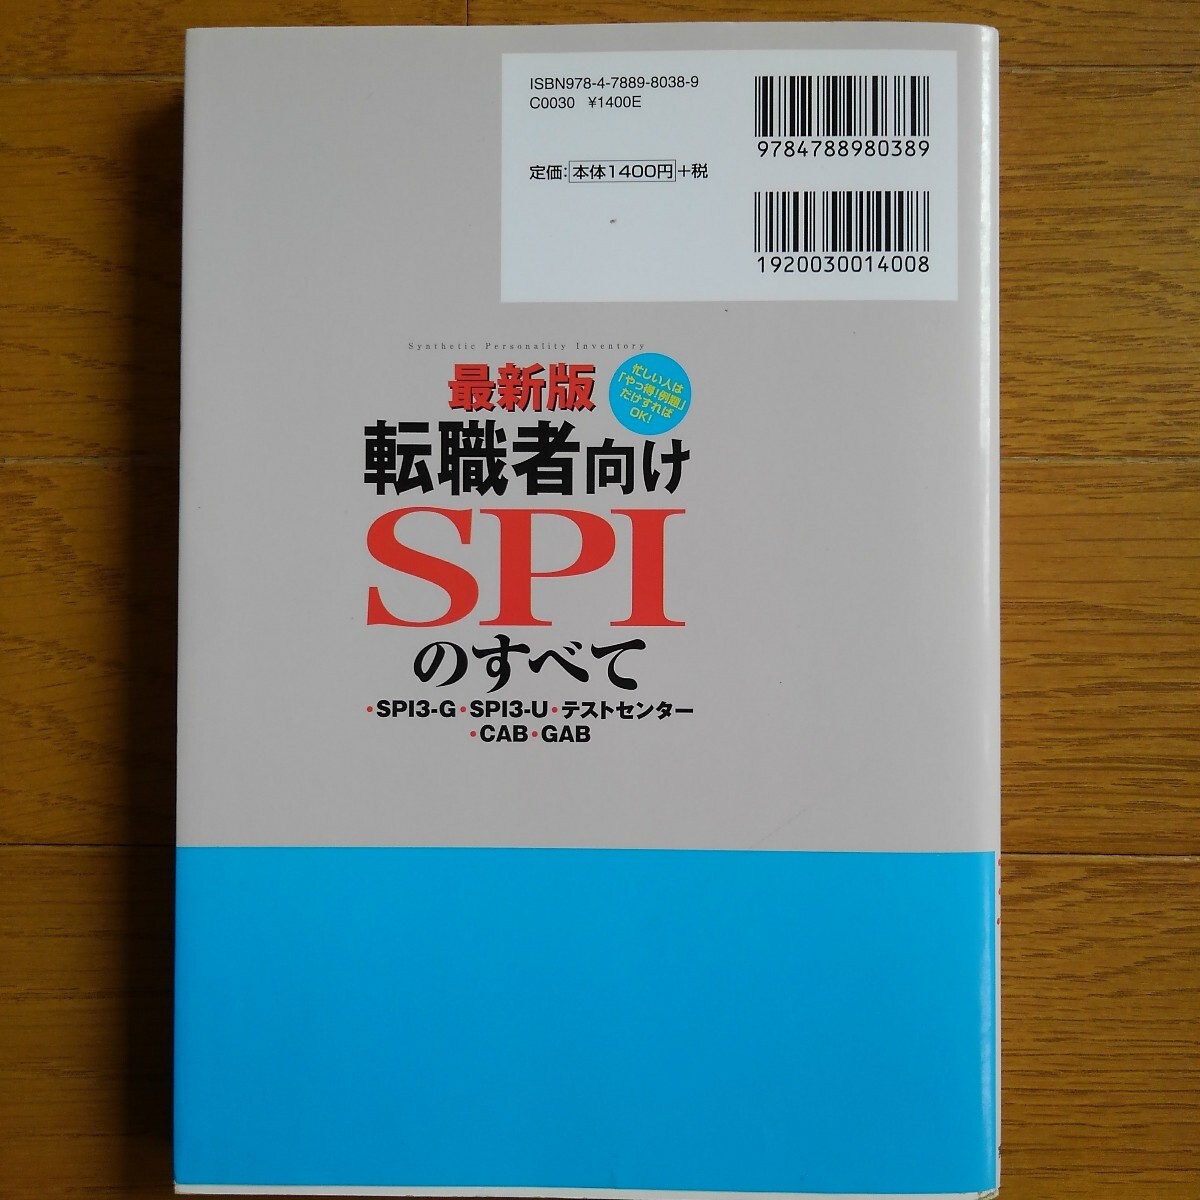 ISBN978-4-7889-8038-9
C0030 ¥1400E
定価:本体1400円+税
9784788980389
1920030014008
Synthetic Personality Inventory
最新版
忙しい人は
「やっ得!例題」
だけすれば
OK!
転職者向け
SPI
のすべて
・SPI3-G・SPI3-U・テストセンター
・CAB・GAB